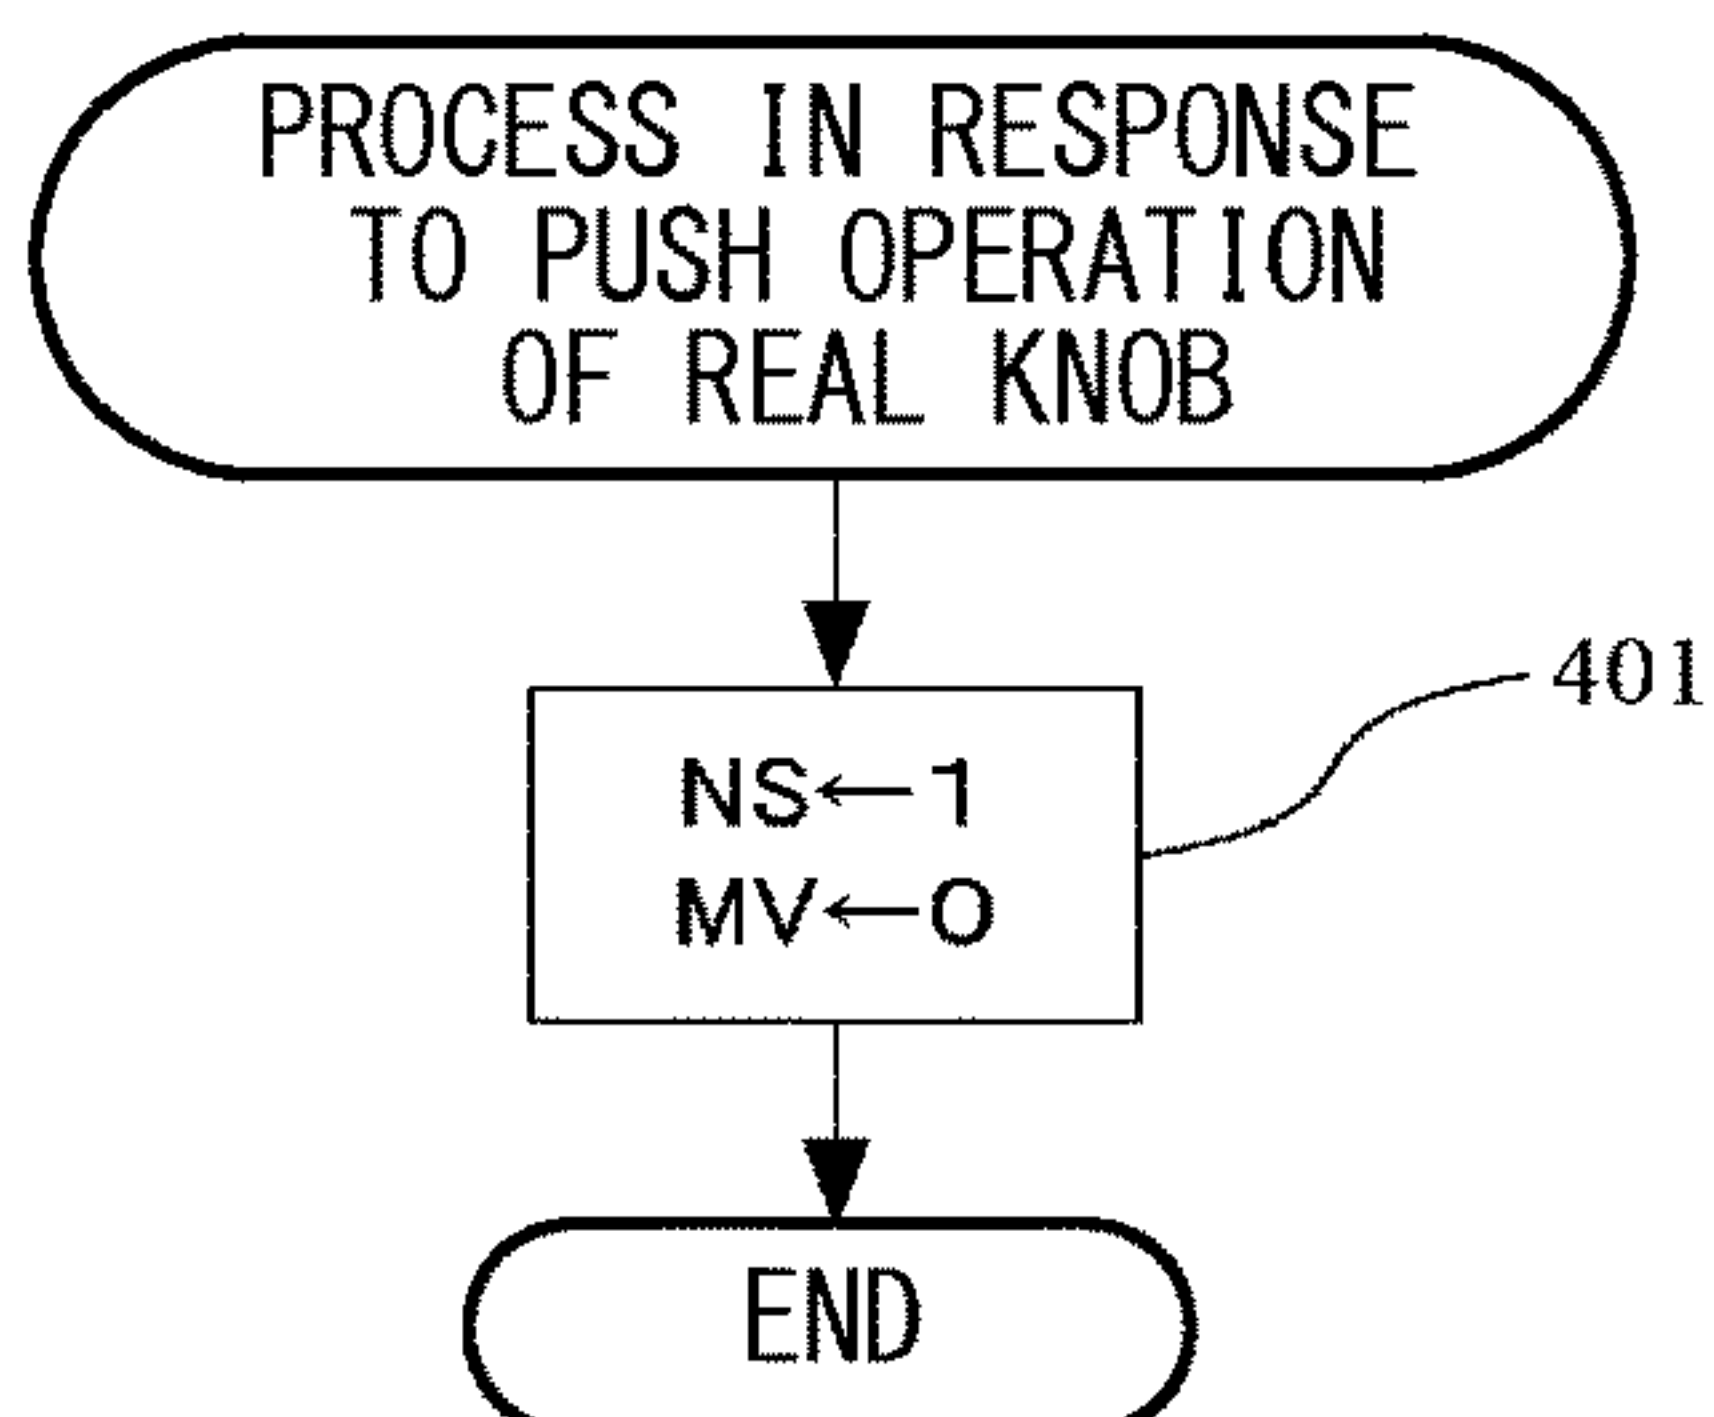 PROCESS IN RESPONSE
TO PUSH OPERATION
OF REAL KNOB
401
NS←1
MV←0
END